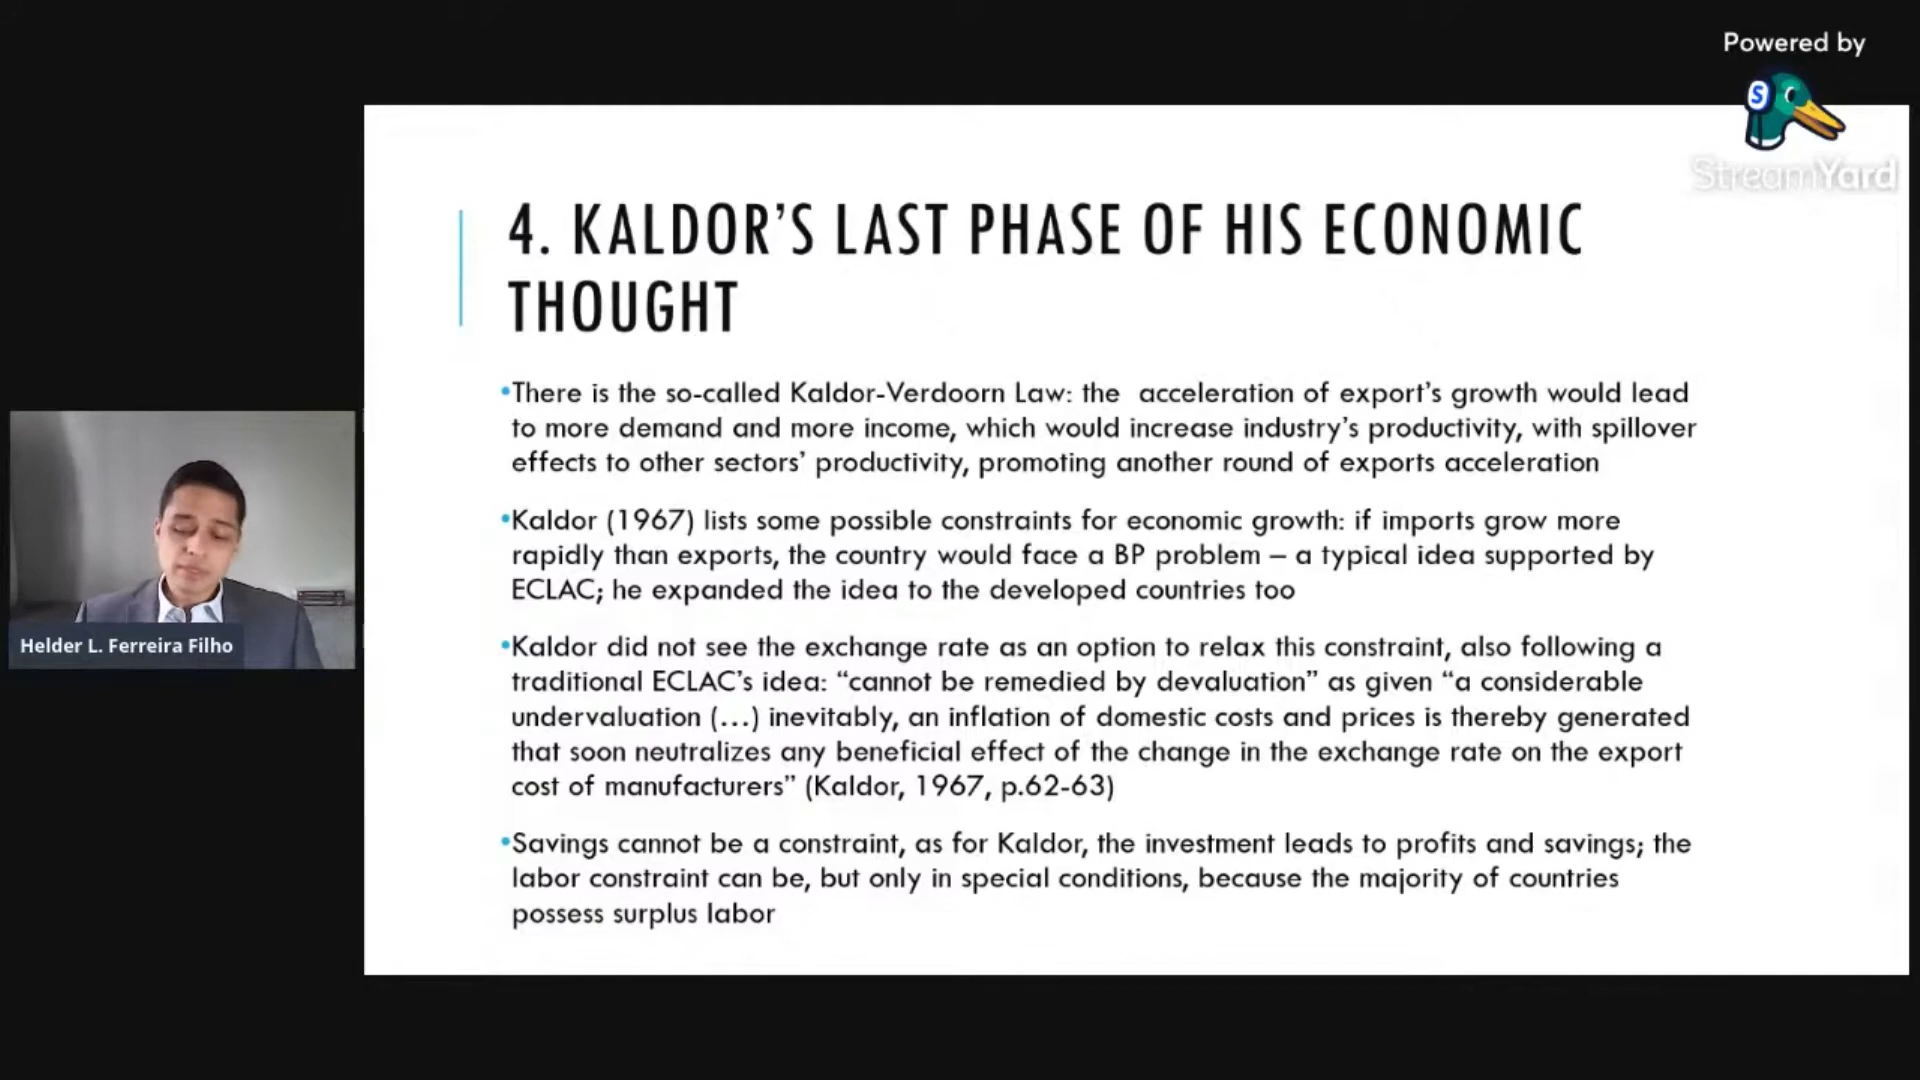 Powered by
S
StreamYard
4. KALDOR’S LAST PHASE OF HIS ECONOMIC
THOUGHT
•There is the so-called Kaldor-Verdoorn Law: the  acceleration of export’s growth would lead
to more demand and more income, which would increase industry’s productivity, with spillover
effects to other sectors’ productivity, promoting another round of exports acceleration
•Kaldor (1967) lists some possible constraints for economic growth: if imports grow more
rapidly than exports, the country would face a BP problem – a typical idea supported by
ECLAC; he expanded the idea to the developed countries too
•Kaldor did not see the exchange rate as an option to relax this constraint, also following a
traditional ECLAC’s idea: “cannot be remedied by devaluation” as given “a considerable
undervaluation (…) inevitably, an inflation of domestic costs and prices is thereby generated
that soon neutralizes any beneficial effect of the change in the exchange rate on the export
cost of manufacturers” (Kaldor, 1967, p.62-63)
•Savings cannot be a constraint, as for Kaldor, the investment leads to profits and savings; the
labor constraint can be, but only in special conditions, because the majority of countries
possess surplus labor
Helder L. Ferreira Filho